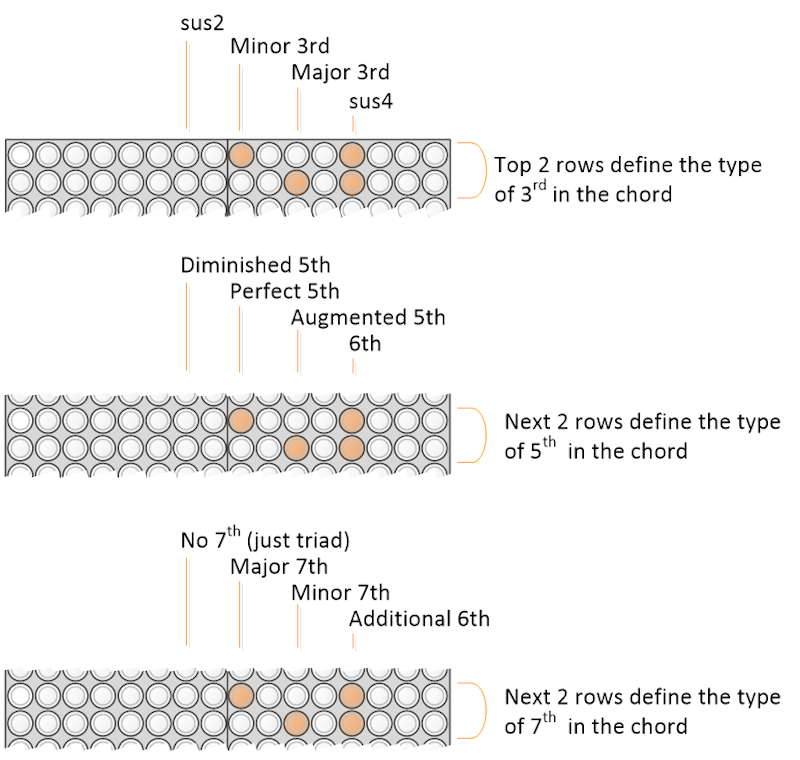 sus2
Minor 3rd
Major 3rd
sus4
Top 2 rows define the type
of 3rd in the chord
Diminished 5th
Perfect 5th
Augmented 5th
6th
Next 2 rows define the type
of 5th in the chord
No 7th (just triad)
Major 7th
Minor 7th
Additional 6th
Next 2 rows define the type
of 7th in the chord